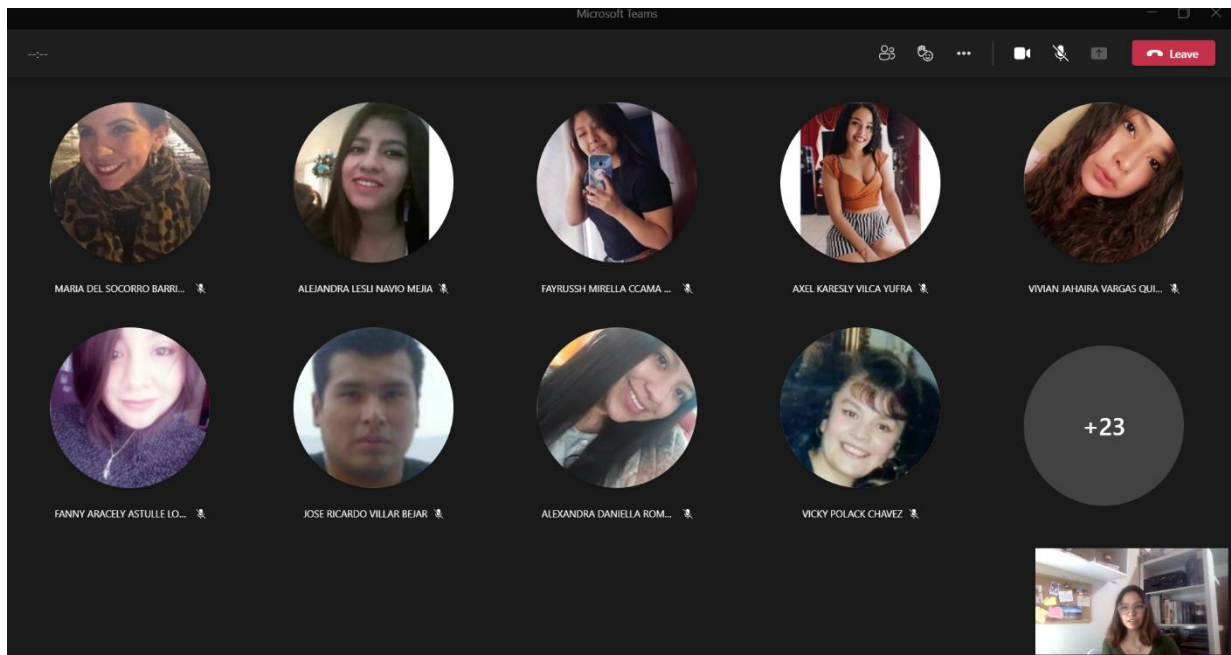 Microsoft Teams
--:--
Leave
MARIA DEL SOCORRO BARRI...
ALEJANDRA LESLI NAVIO MEJIA
FAYRUSSH MIRELLA CCAMA ...
AXEL KARESLY VILCA YUFRA
VIVIAN JAHAIRA VARGAS QUI...
+23
FANNY ARACELY ASTULLE LO...
JOSE RICARDO VILLAR BEJAR
ALEXANDRA DANIELLA ROM...
VICKY POLACK CHAVEZ